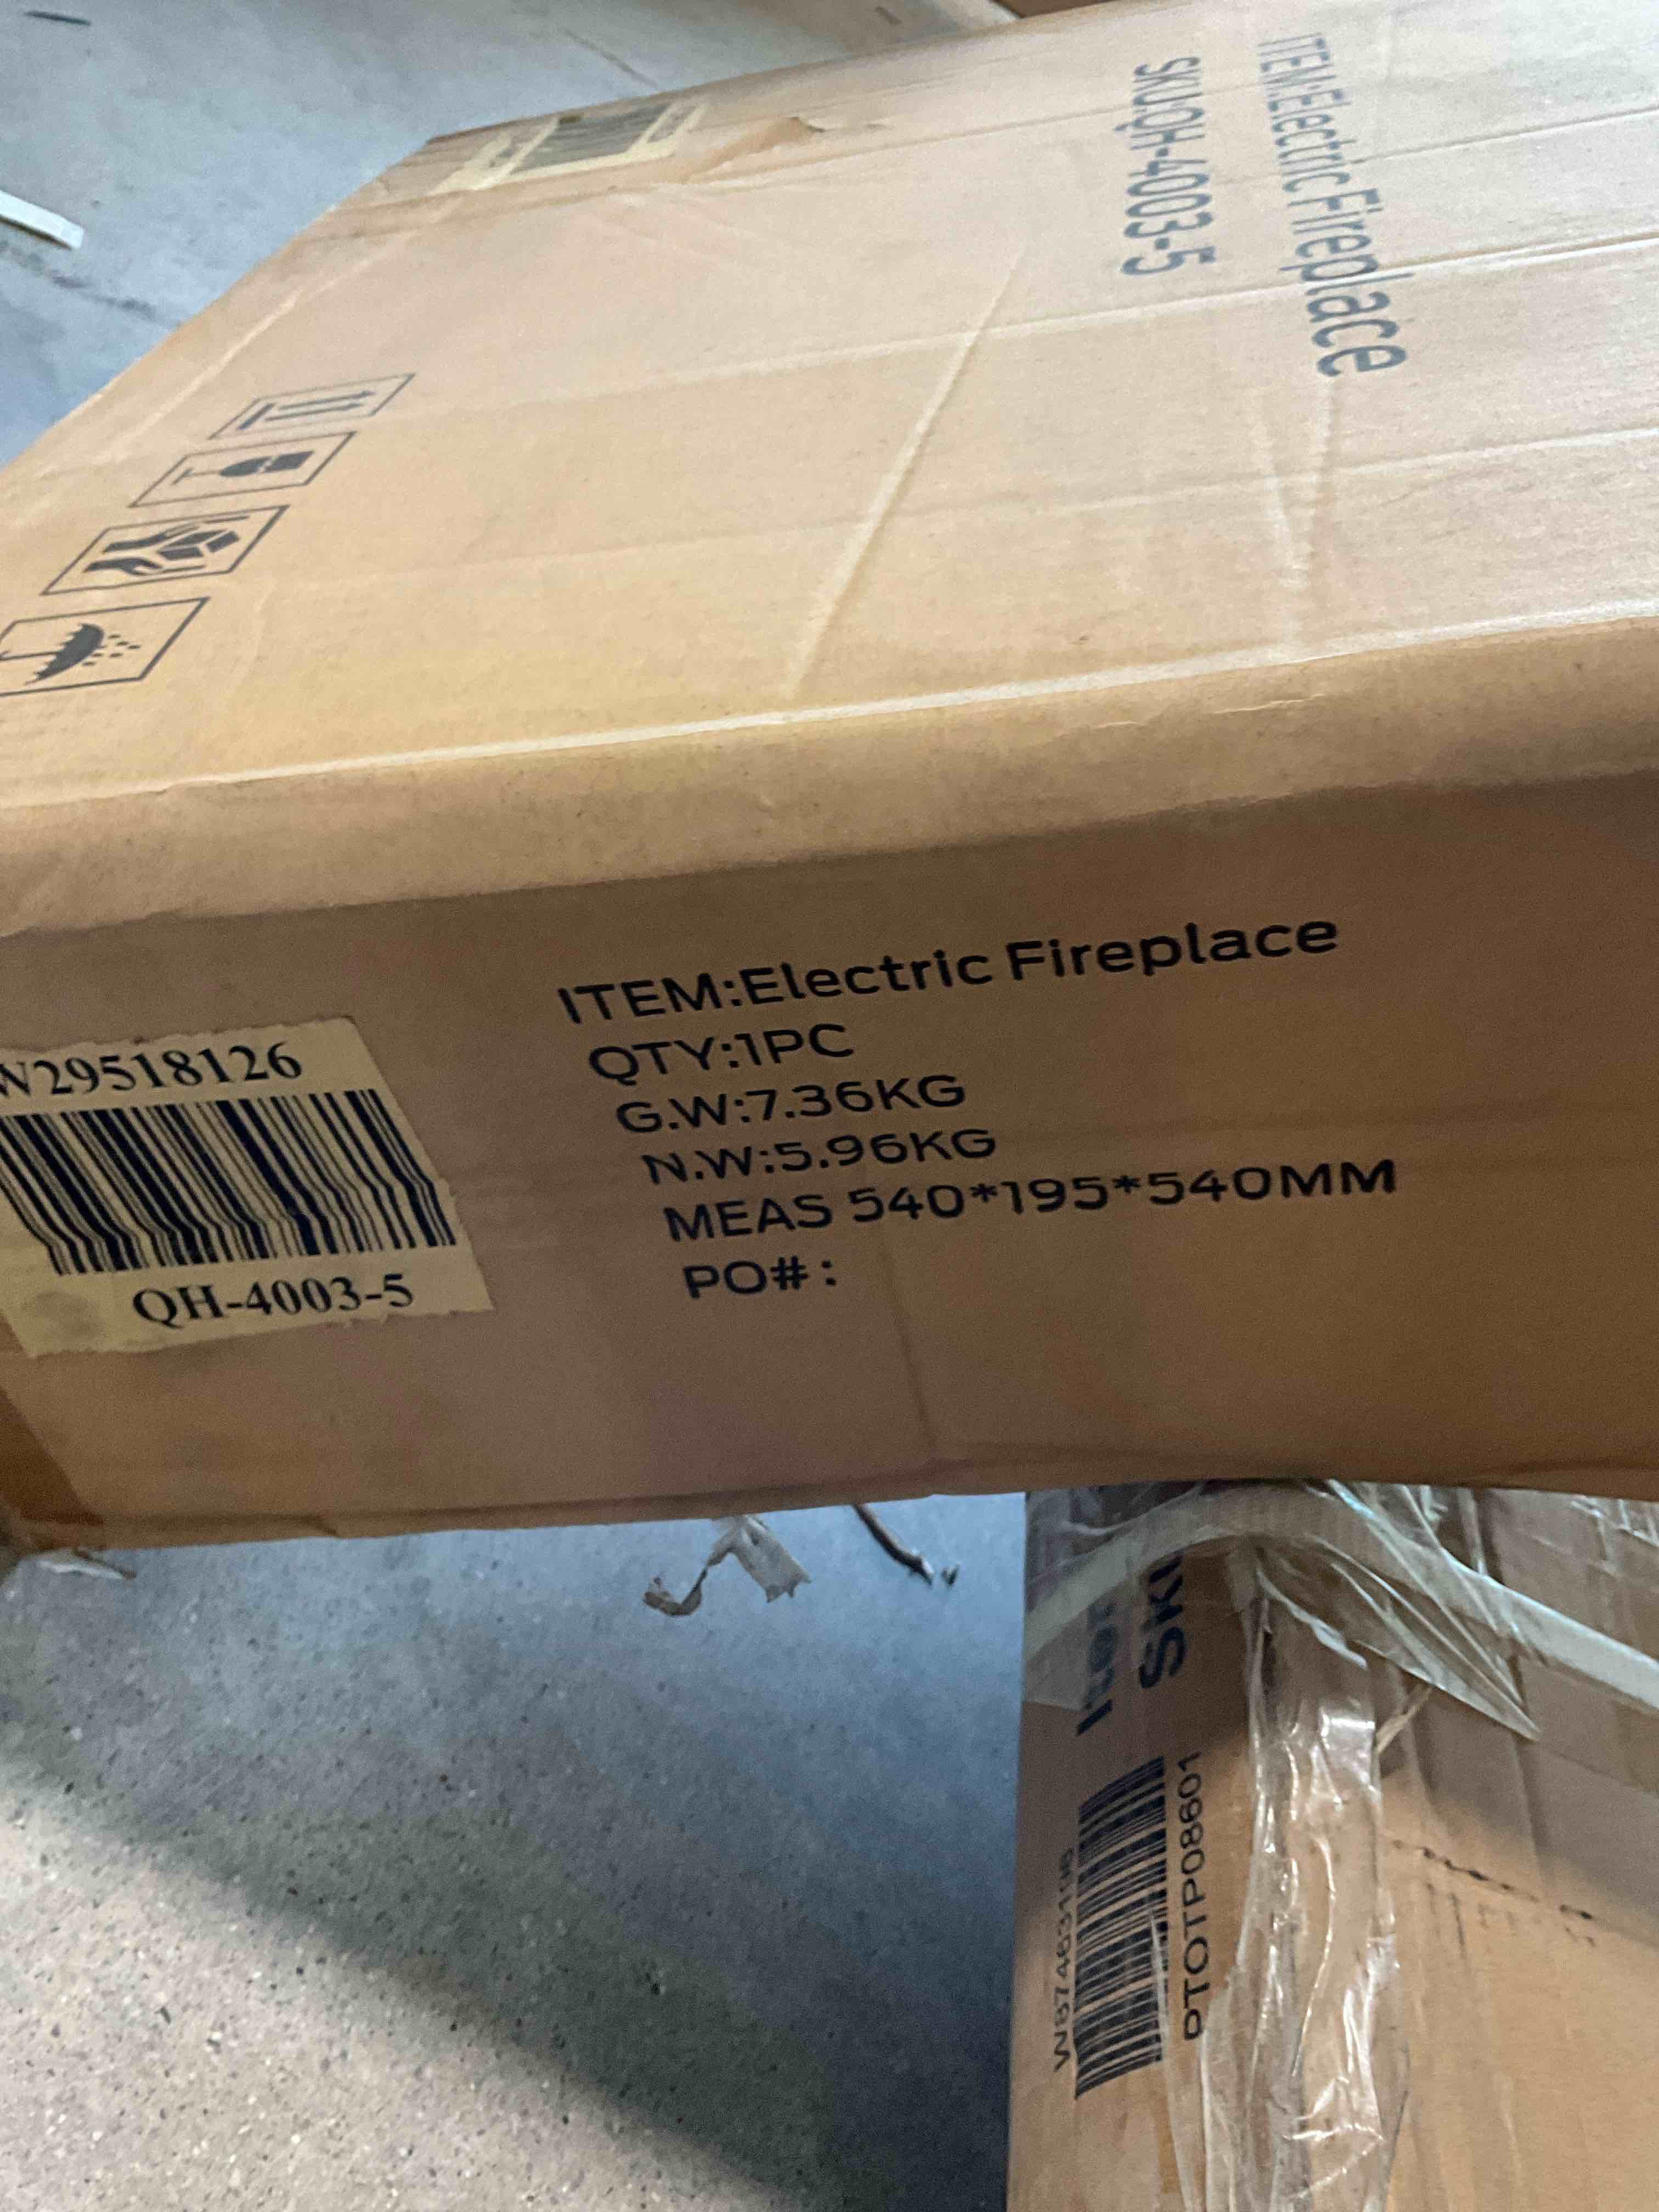 ITEM:Electric Fireplace
SKU:QH-4003-5
W29518126
QH-4003-5
ITEM:Electric Fireplace
QTY:1PC
G.W:7.36KG
N.W:5.96KG
MEAS 540*195*540MM
PO#:
PTOTP08601